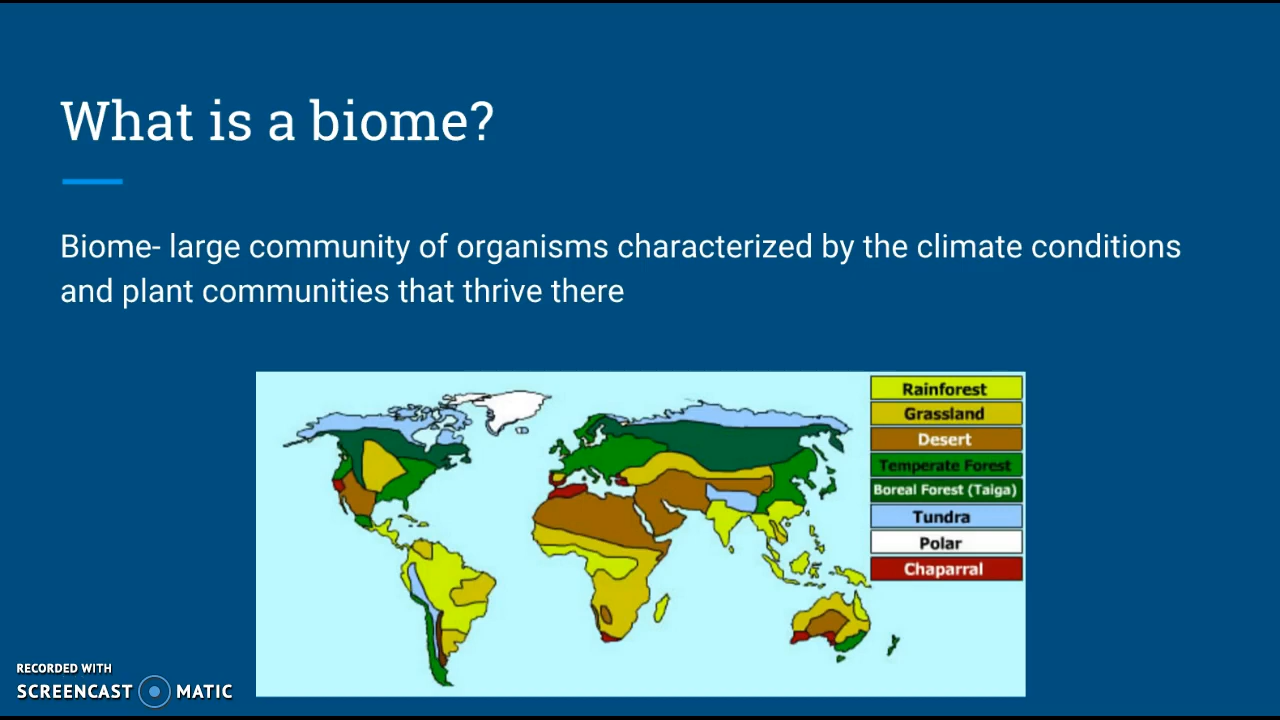 What is a biome?
Biome- large community of organisms characterized by the climate conditions
and plant communities that thrive there
Rainforest
Grassland
Desert
Temperate Forest
Boreal Forest (Taiga)
Tundra
Polar
Chaparral
RECORDED WITH
SCREENCAST MATIC